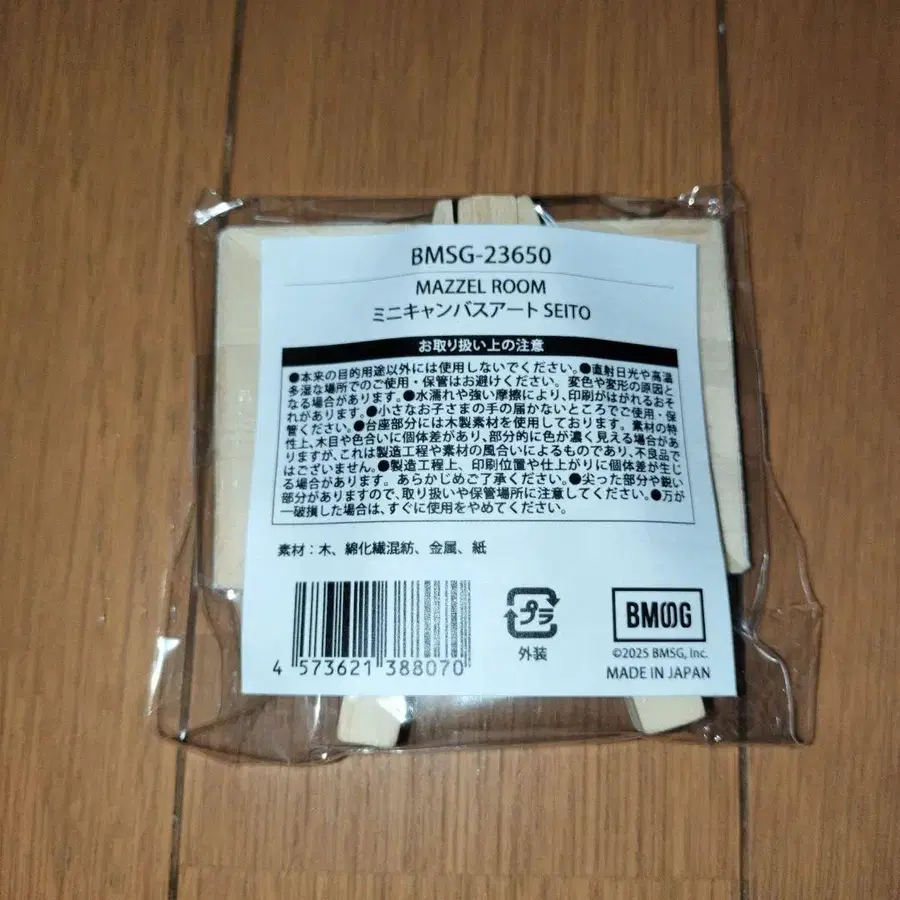 BMSG-23650
MAZZEL ROOM
ミニキャンバスアート SEITO
お取り扱い上の注意
●本来の目的用途以外には使用しないでください。●直射日光や高温
多湿な場所でのご使用・保管はお避けください。変色や変形の原因と
なる場合があります。●水濡れや強い摩擦により、印刷がはがれるおそ
れがあります。●小さなお子さまの手の届かないところでご使用・保
管ください。●台座部分には木製素材を使用しております。素材の特
性上、木目や色合いに個体差があり、部分的に色が濃く見える場合があ
りますが、これは製造工程や素材の風合いによるものであり、不良品で
はございません。●製造工程上、印刷位置や仕上がりに個体差が生じ
る場合があります。あらかじめご了承ください。●尖った部分や鋭い
部分がありますので、取り扱いや保管場所に注意してください。●万が
一破損した場合は、すぐに使用をやめてください。
素材：木、綿化繊混紡、金属、紙
4 573621 388070
プラ
外装
BMSG
©2025 BMSG, Inc.
MADE IN JAPAN